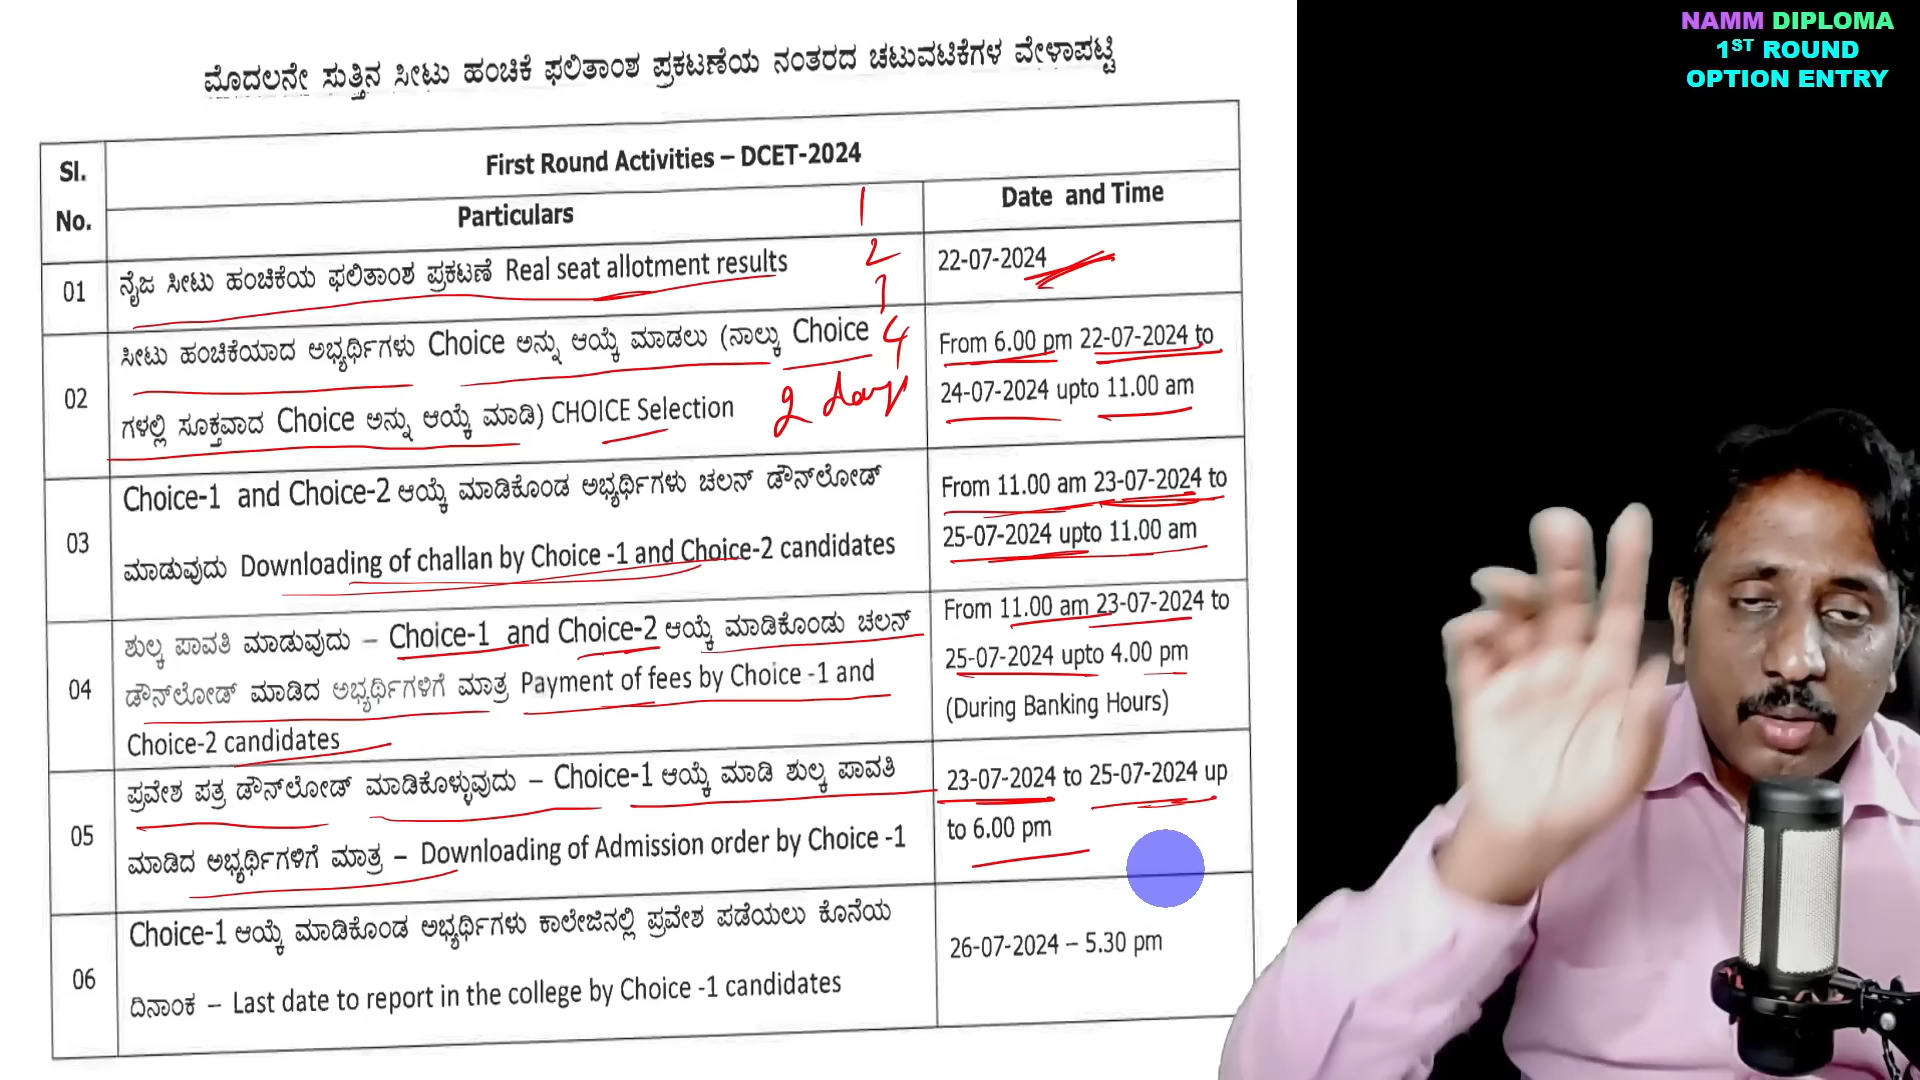 NAMM DIPLOMA
1ST ROUND
OPTION ENTRY
ಮೊದಲನೇ ಸುತ್ತಿನ ಸೀಟು ಹಂಚಿಕೆ ಫಲಿತಾಂಶ ಪ್ರಕಟಣೆಯ ನಂತರದ ಚಟುವಟಿಕೆಗಳ ವೇಳಾಪಟ್ಟಿ
Sl.
No.
First Round Activities – DCET-2024
Particulars
Date and Time
1
2
3
4
2 days
01
ನೈಜ ಸೀಟು ಹಂಚಿಕೆಯ ಫಲಿತಾಂಶ ಪ್ರಕಟಣೆ Real seat allotment results
22-07-2024
02
ಸೀಟು ಹಂಚಿಕೆಯಾದ ಅಭ್ಯರ್ಥಿಗಳು Choice ಅನ್ನು ಆಯ್ಕೆ ಮಾಡಲು (ನಾಲ್ಕು Choice
ಗಳಲ್ಲಿ ಸೂಕ್ತವಾದ Choice ಅನ್ನು ಆಯ್ಕೆ ಮಾಡಿ) CHOICE Selection
From 6.00 pm 22-07-2024 to
24-07-2024 upto 11.00 am
03
Choice-1 and Choice-2 ಆಯ್ಕೆ ಮಾಡಿಕೊಂಡ ಅಭ್ಯರ್ಥಿಗಳು ಚಲನ್ ಡೌನ್‌ಲೋಡ್
ಮಾಡುವುದು Downloading of challan by Choice -1 and Choice-2 candidates
From 11.00 am 23-07-2024 to
25-07-2024 upto 11.00 am
04
ಶುಲ್ಕ ಪಾವತಿ ಮಾಡುವುದು – Choice-1 and Choice-2 ಆಯ್ಕೆ ಮಾಡಿಕೊಂಡು ಚಲನ್
ಡೌನ್‌ಲೋಡ್ ಮಾಡಿದ ಅಭ್ಯರ್ಥಿಗಳಿಗೆ ಮಾತ್ರ Payment of fees by Choice -1 and
Choice-2 candidates
From 11.00 am 23-07-2024 to
25-07-2024 upto 4.00 pm
(During Banking Hours)
05
ಪ್ರವೇಶ ಪತ್ರ ಡೌನ್‌ಲೋಡ್ ಮಾಡಿಕೊಳ್ಳುವುದು – Choice-1 ಆಯ್ಕೆ ಮಾಡಿ ಶುಲ್ಕ ಪಾವತಿ
ಮಾಡಿದ ಅಭ್ಯರ್ಥಿಗಳಿಗೆ ಮಾತ್ರ – Downloading of Admission order by Choice -1
23-07-2024 to 25-07-2024 up
to 6.00 pm
06
Choice-1 ಆಯ್ಕೆ ಮಾಡಿಕೊಂಡ ಅಭ್ಯರ್ಥಿಗಳು ಕಾಲೇಜಿನಲ್ಲಿ ಪ್ರವೇಶ ಪಡೆಯಲು ಕೊನೆಯ
ದಿನಾಂಕ – Last date to report in the college by Choice -1 candidates
26-07-2024 – 5.30 pm